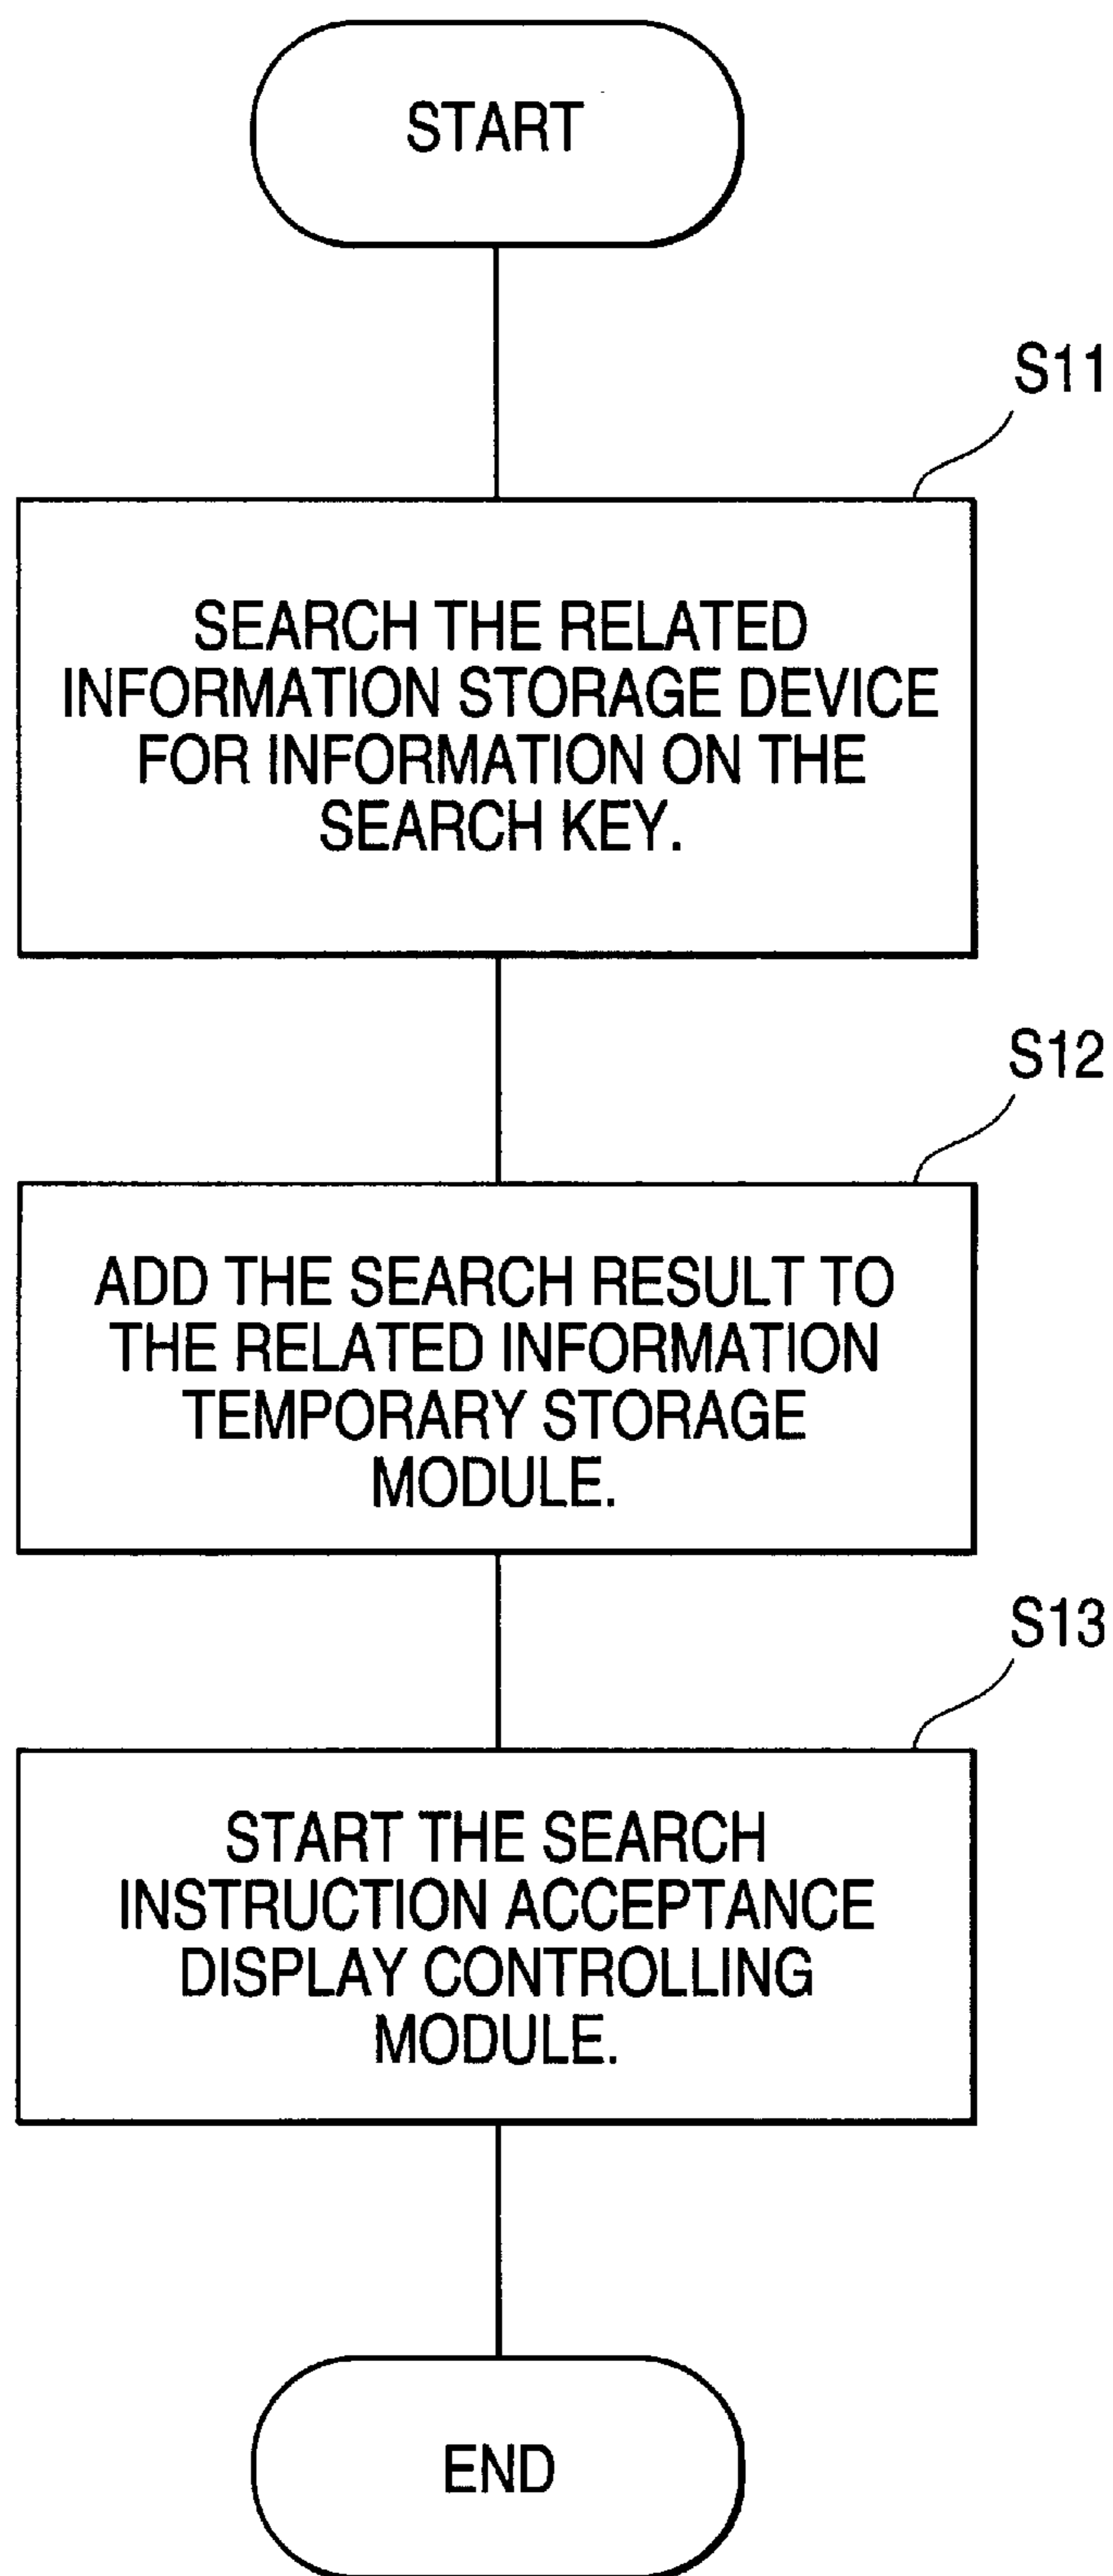 START
S11
SEARCH THE RELATED
INFORMATION STORAGE DEVICE
FOR INFORMATION ON THE
SEARCH KEY.
S12
ADD THE SEARCH RESULT TO
THE RELATED INFORMATION
TEMPORARY STORAGE
MODULE.
S13
START THE SEARCH
INSTRUCTION ACCEPTANCE
DISPLAY CONTROLLING
MODULE.
END